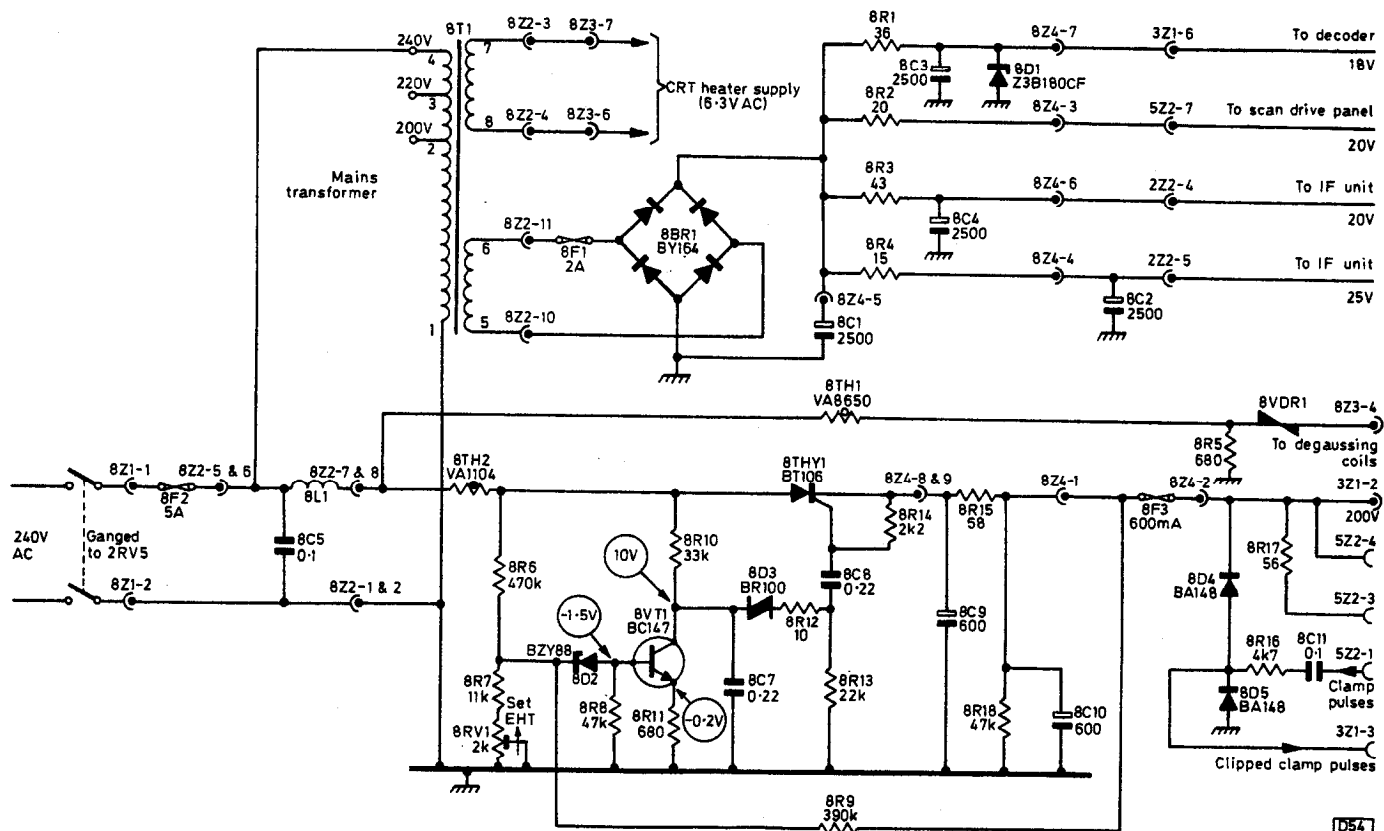 8T1
8Z2-3
8Z3-7
240V
4
7
220V
3
200V
2
CRT heater supply
(6·3V AC)
8
8Z2-4
8Z3-6
Mains
transformer
8Z2-11
6
8F1
2A
8BR1
BY164
1
5
8Z2-10
8R1
36
8C3
2500
8D1
Z3B180CF
8Z4-7
3Z1-6
To decoder
18V
8R2
20
8Z4-3
5Z2-7
To scan drive panel
20V
8R3
43
8C4
2500
8Z4-6
2Z2-4
To IF unit
20V
8R4
15
8Z4-4
2Z2-5
To IF unit
25V
8Z4-5
8C1
2500
8C2
2500
8TH1
VA8650
8VDR1
8Z3-4
8R5
680
To degaussing
coils
8Z1-1
8Z2-5 & 6
8F2
5A
8Z2-7 & 8
8L1
8TH2
VA1104
8THY1
BT106
8Z4-8 & 9
8R14
2k2
8R15
58
8Z4-1
8F3
600mA
8Z4-2
3Z1-2
200V
240V
AC
Ganged
to 2RV5
8C5
0·1
8Z1-2
8Z2-1 & 2
8R6
470k
8R10
33k
10V
8D3
BR100
8R12
10
8C8
0·22
-1·5V
8VT1
BC147
BZY88
8D2
8R7
11k
Set
EHT
8RV1
2k
8R8
47k
8R11
680
-0·2V
8C7
0·22
8R13
22k
8C9
600
8R18
47k
8C10
600
8R17
56
5Z2-4
8D4
BA148
5Z2-3
8R16
4k7
8C11
0·1
5Z2-1
Clamp
pulses
8D5
BA148
3Z1-3
Clipped clamp pulses
8R9
390k
D54